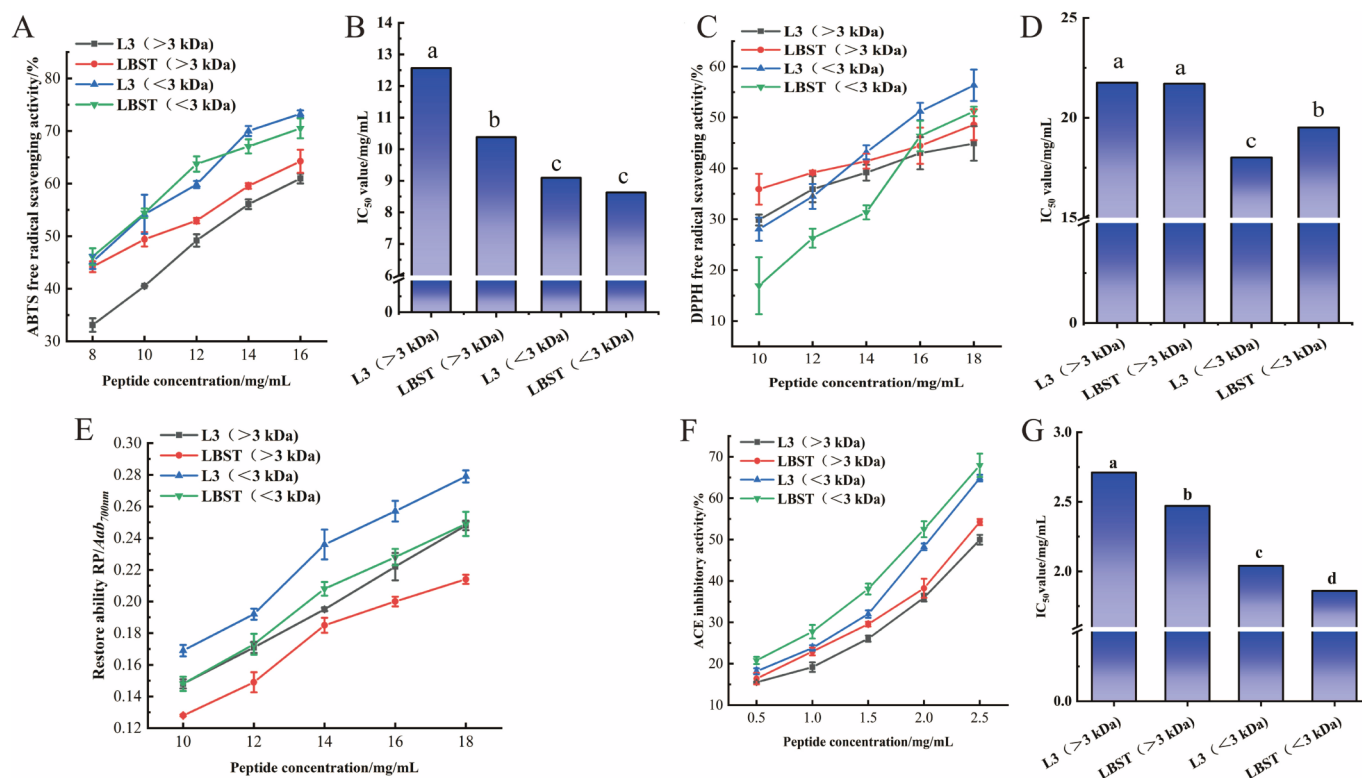 A
L3（>3 kDa)
LBST（>3 kDa)
L3（<3 kDa)
LBST（<3 kDa)
ABTS free radical scavenging activity/%
80
70
60
50
40
30
8
10
12
14
16
Peptide concentration/mg/mL
B
IC50 value/mg/mL
14
13
12
11
10
9
8
7
6
0
a
b
c
c
L3（>3 kDa)
LBST（>3 kDa)
L3（<3 kDa)
LBST（<3 kDa)
C
L3（>3 kDa)
LBST（>3 kDa)
L3（<3 kDa)
LBST（<3 kDa)
DPPH free radical scavenging activity/%
60
50
40
30
20
10
10
12
14
16
18
Peptide concentration/mg/mL
D
IC50 value/mg/mL
25
20
15
0
a
a
c
b
L3（>3 kDa)
LBST（>3 kDa)
L3（<3 kDa)
LBST（<3 kDa)
E
L3（>3 kDa)
LBST（>3 kDa)
L3（<3 kDa)
LBST（<3 kDa)
Restore ability RP/Aab700nm
0.30
0.28
0.26
0.24
0.22
0.20
0.18
0.16
0.14
0.12
10
12
14
16
18
Peptide concentration/mg/mL
F
L3（>3 kDa)
LBST（>3 kDa)
L3（<3 kDa)
LBST（<3 kDa)
ACE inhibitory activity/%
70
60
50
40
30
20
10
0.5
1.0
1.5
2.0
2.5
Peptide concentration/mg/mL
G
IC50 value/mg/mL
3.0
2.5
2.0
0.0
a
b
c
d
L3（>3 kDa)
LBST（>3 kDa)
L3（<3 kDa)
LBST（<3 kDa)